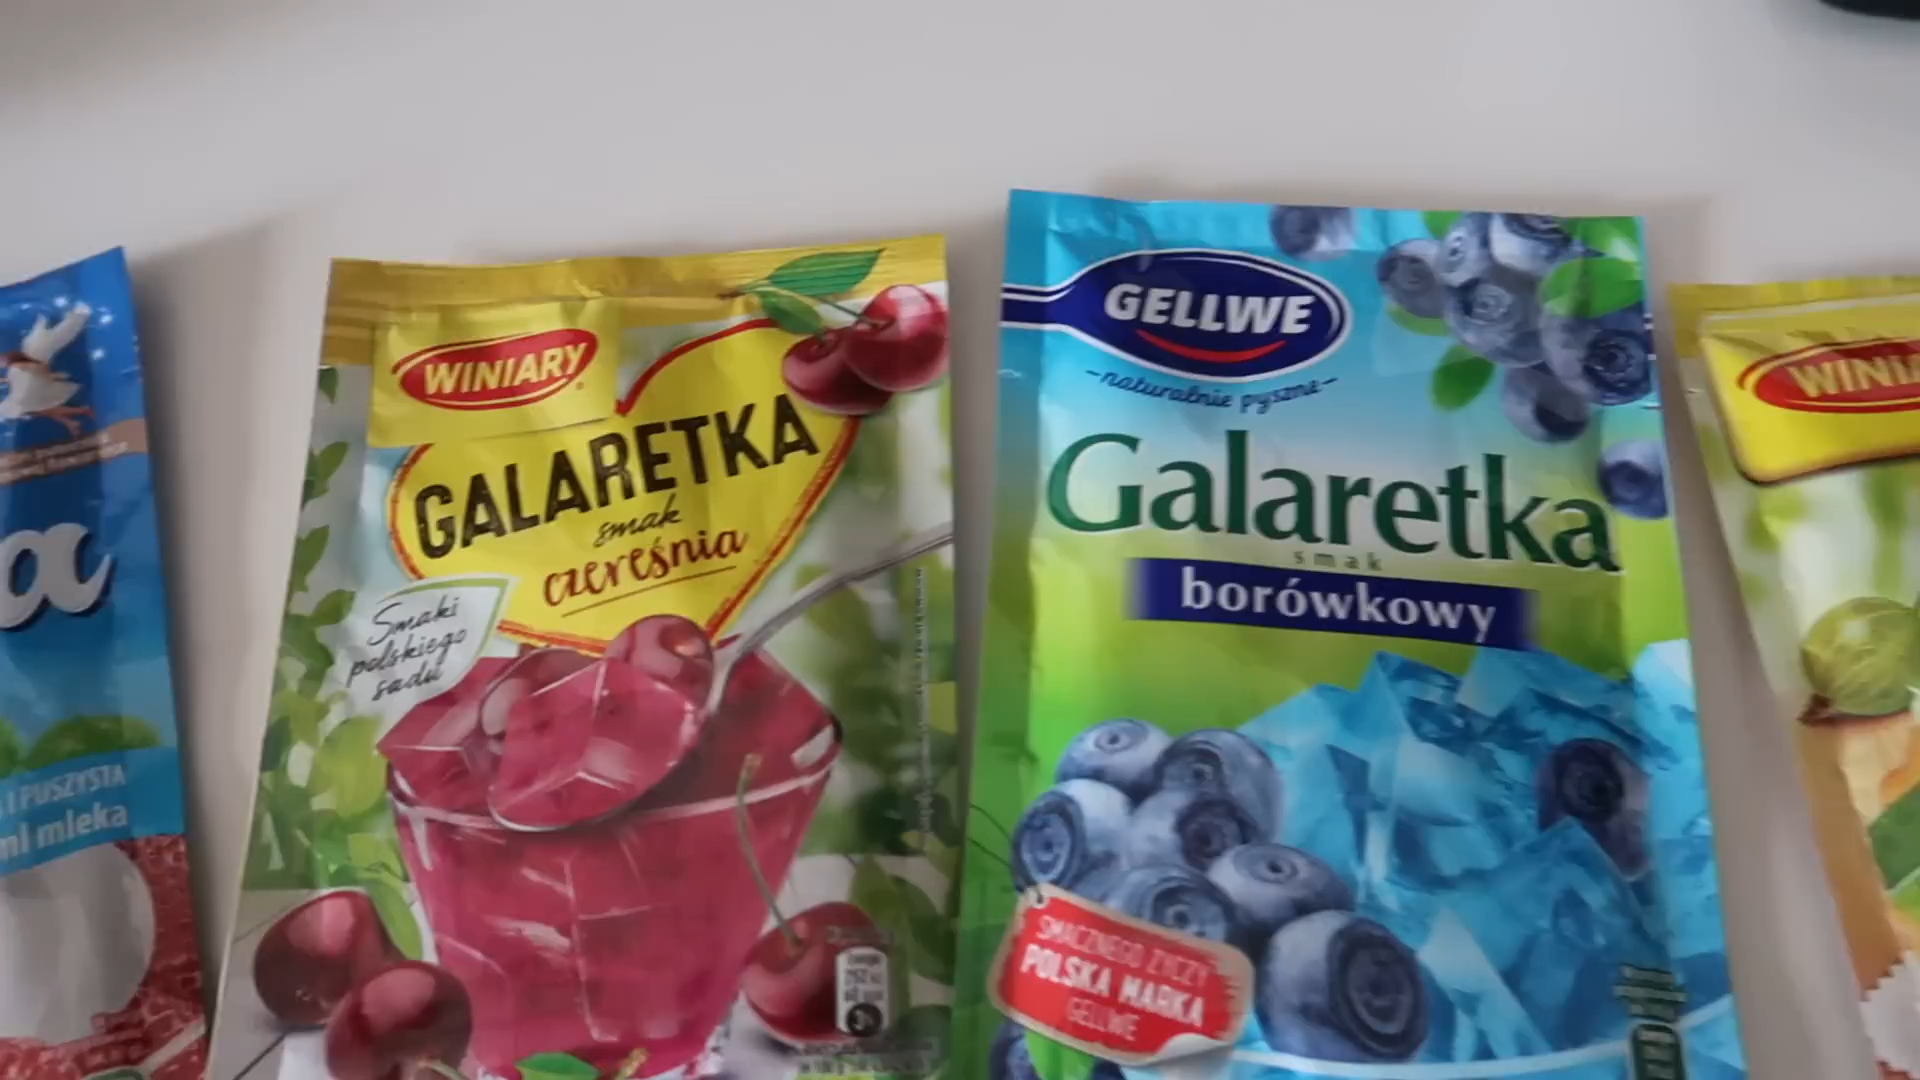 a
I PUSZYSTA
ml mleka
WINIARY
GALARETKA
smak
czereśnia
Smaki
polskiego
sadu
GELLWE
-naturalnie pyszne-
Galaretka
smak
borówkowy
SMACZNEGO ŻYCZY
POLSKA MARKA
GELLWE
WINIA